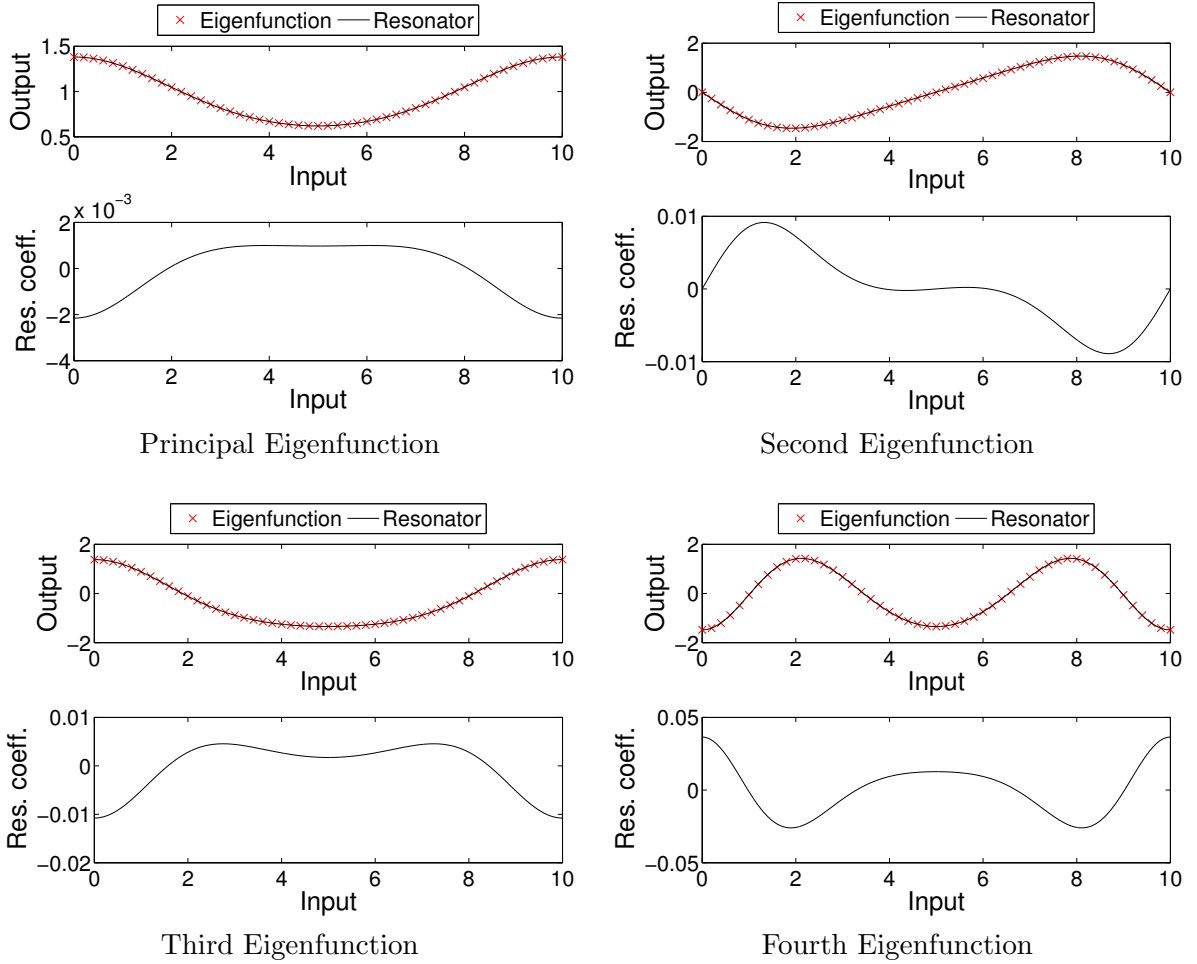 Eigenfunction Resonator
1.5
1
0.5
Output
0 2 4 6 8 10
Input
x 10⁻³
2
0
−2
−4
Res. coeff.
0 2 4 6 8 10
Input
Principal Eigenfunction
Eigenfunction Resonator
2
0
−2
Output
0 2 4 6 8 10
Input
0.01
0
−0.01
Res. coeff.
0 2 4 6 8 10
Input
Second Eigenfunction
Eigenfunction Resonator
2
0
−2
Output
0 2 4 6 8 10
Input
0.01
0
−0.01
−0.02
Res. coeff.
0 2 4 6 8 10
Input
Third Eigenfunction
Eigenfunction Resonator
2
0
−2
Output
0 2 4 6 8 10
Input
0.05
0
−0.05
Res. coeff.
0 2 4 6 8 10
Input
Fourth Eigenfunction